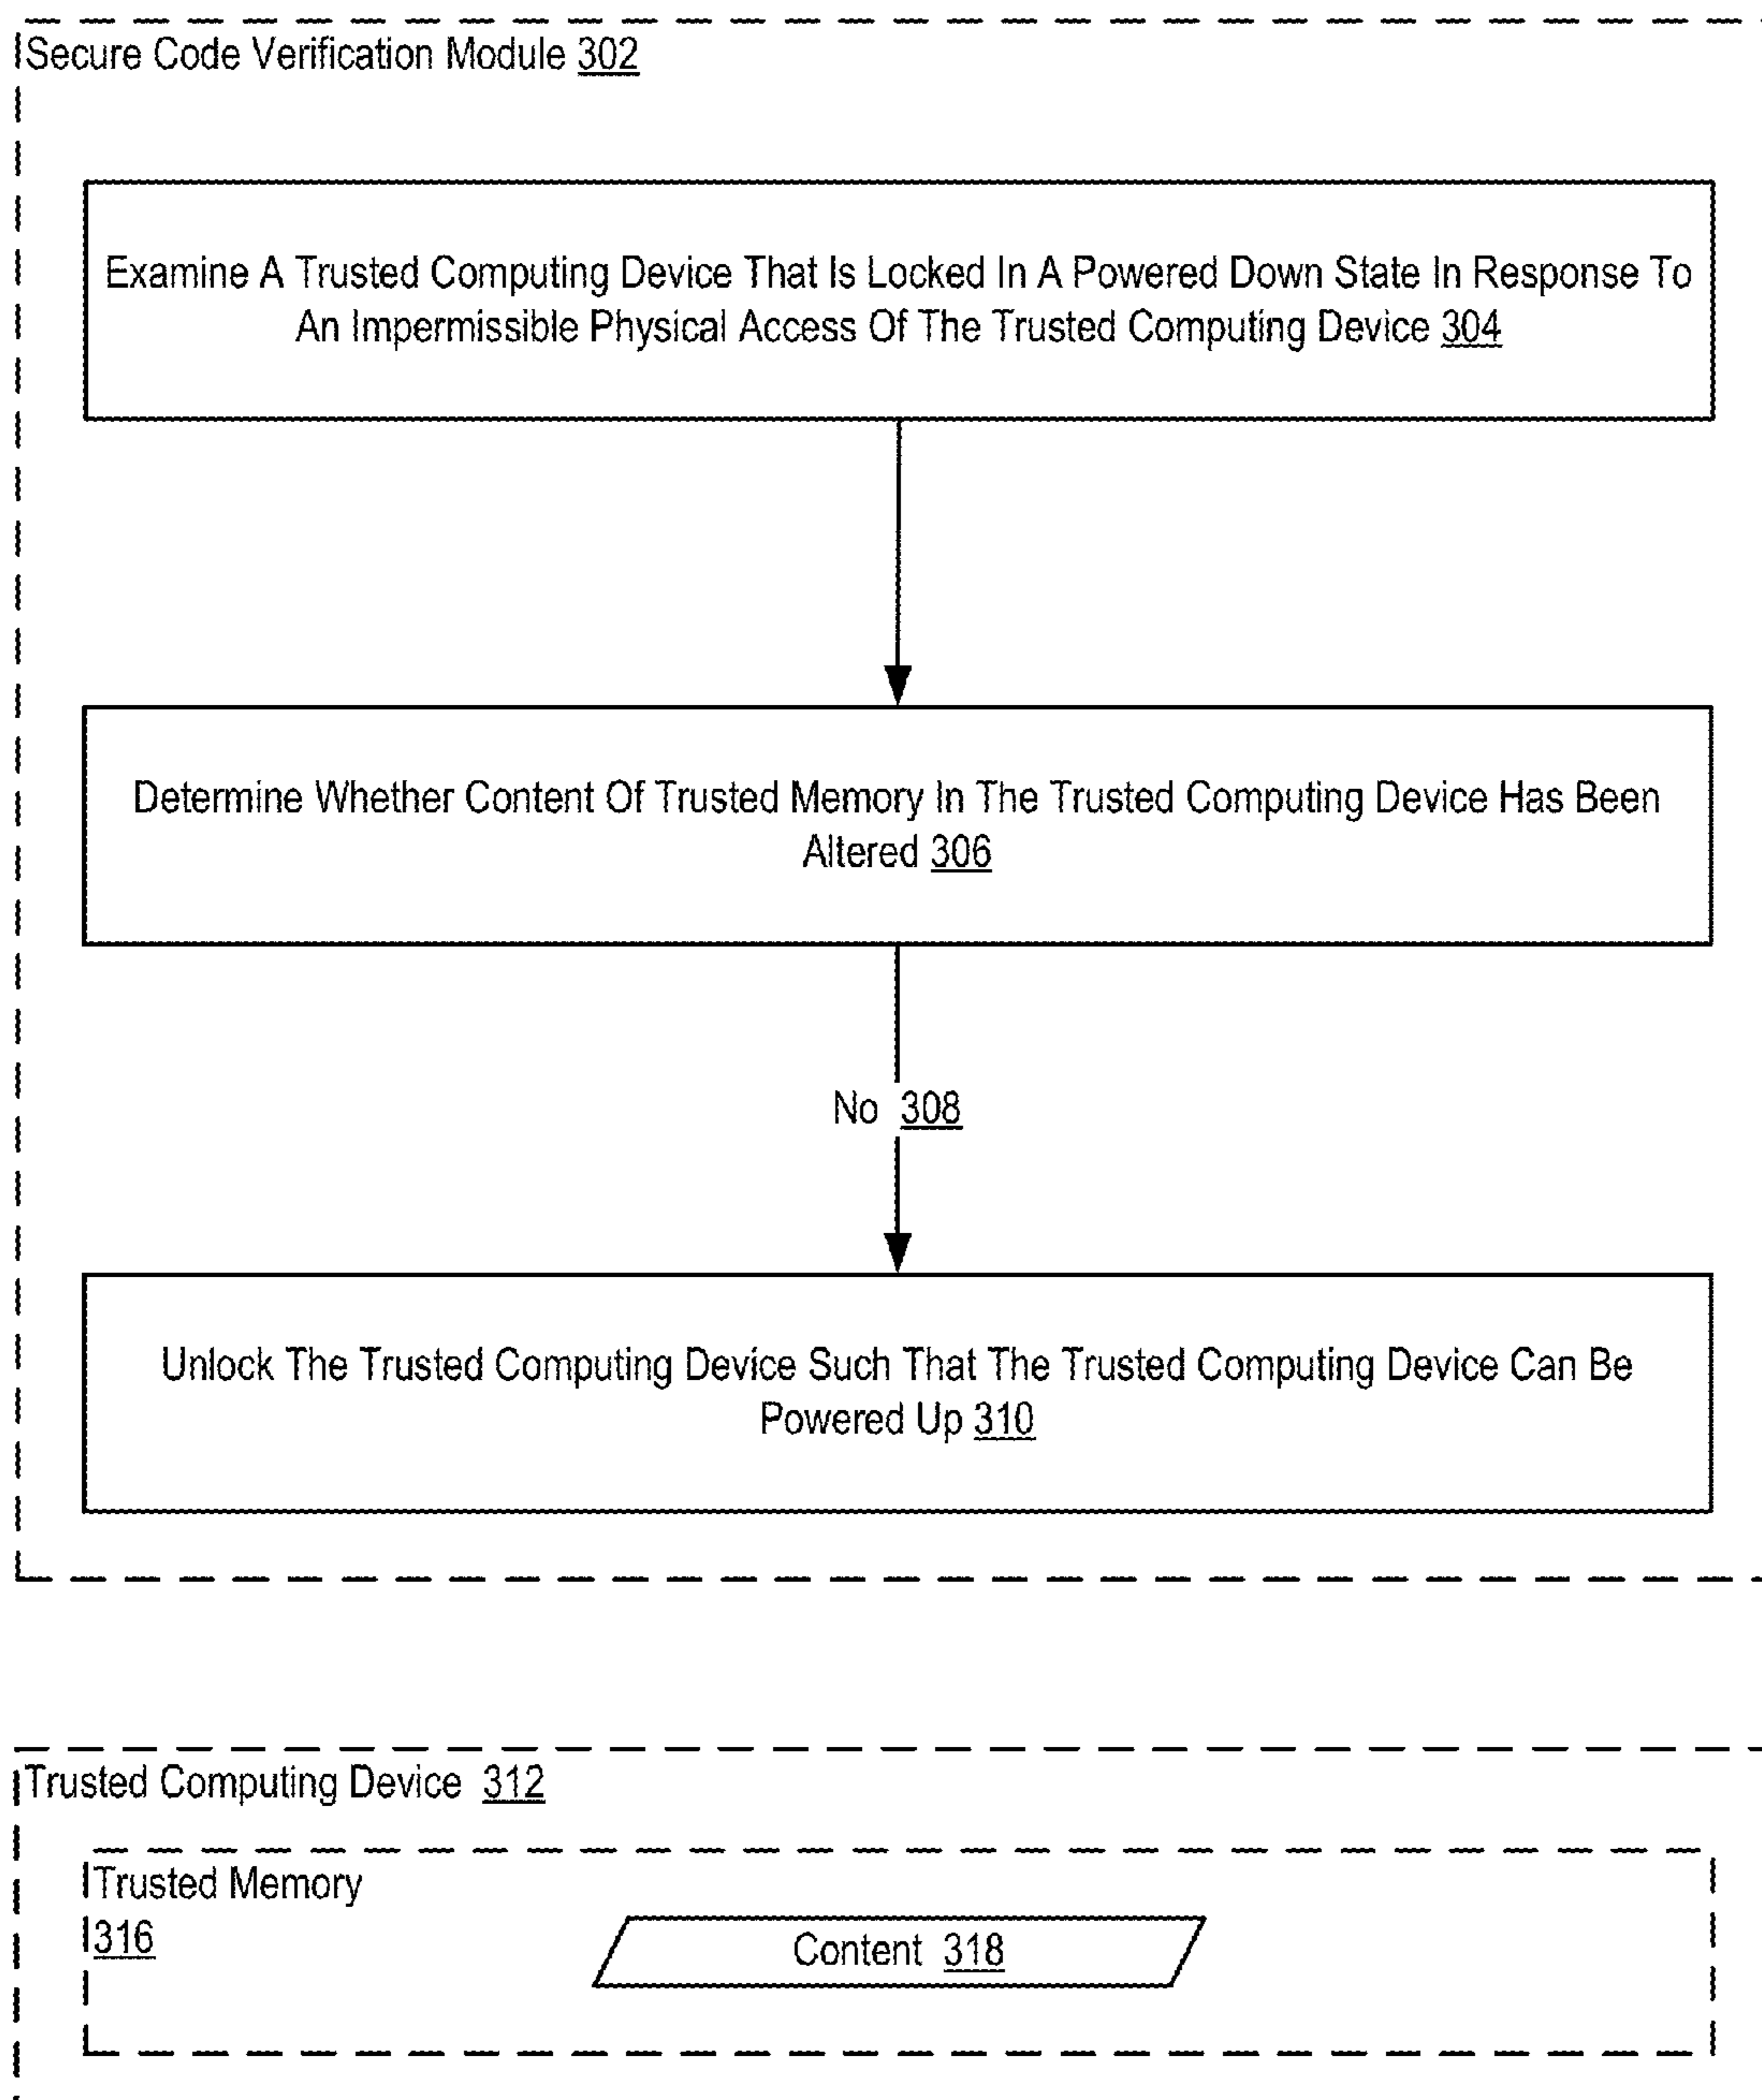 Secure Code Verification Module 302
Examine A Trusted Computing Device That Is Locked In A Powered Down State In Response To
An Impermissible Physical Access Of The Trusted Computing Device 304
Determine Whether Content Of Trusted Memory In The Trusted Computing Device Has Been
Altered 306
No 308
Unlock The Trusted Computing Device Such That The Trusted Computing Device Can Be
Powered Up 310
Trusted Computing Device 312
Trusted Memory
316
Content 318